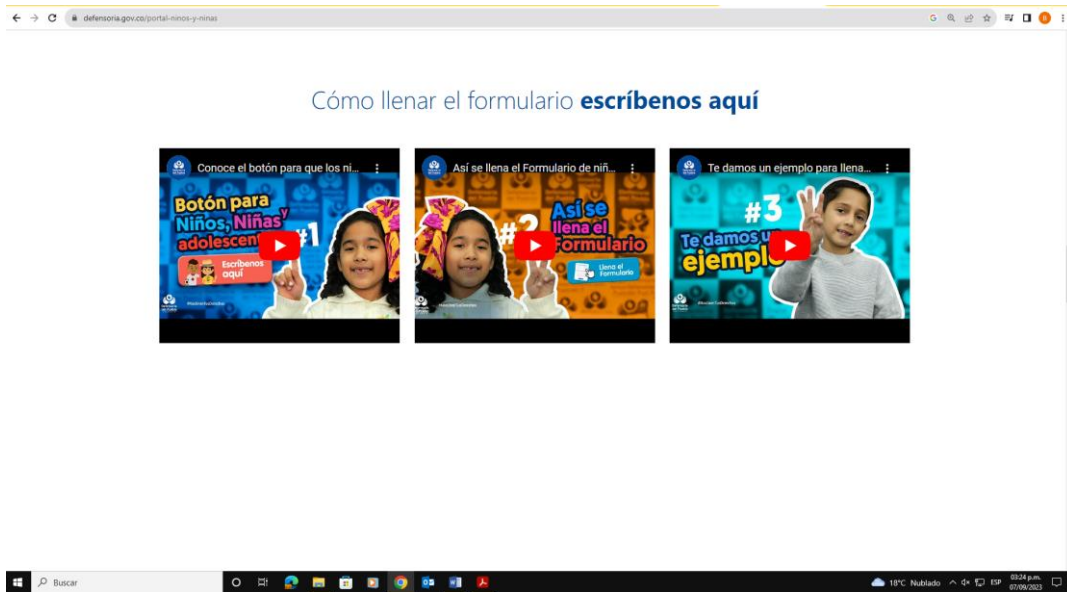 defensoria.gov.co/portal-ninos-y-ninas
Cómo llenar el formulario escríbenos aquí
Conoce el botón para que los ni...
Botón para
Niños, Niñas y
#1
Escríbenos
aquí
Así se llena el Formulario de niñ...
#2
Así se
llena el
Formulario
Llena el
Formulario
Te damos un ejemplo para llena...
#3
Te damos un
ejemplo
Buscar
18°C Nublado
ESP
03:24 p.m.
07/09/2023